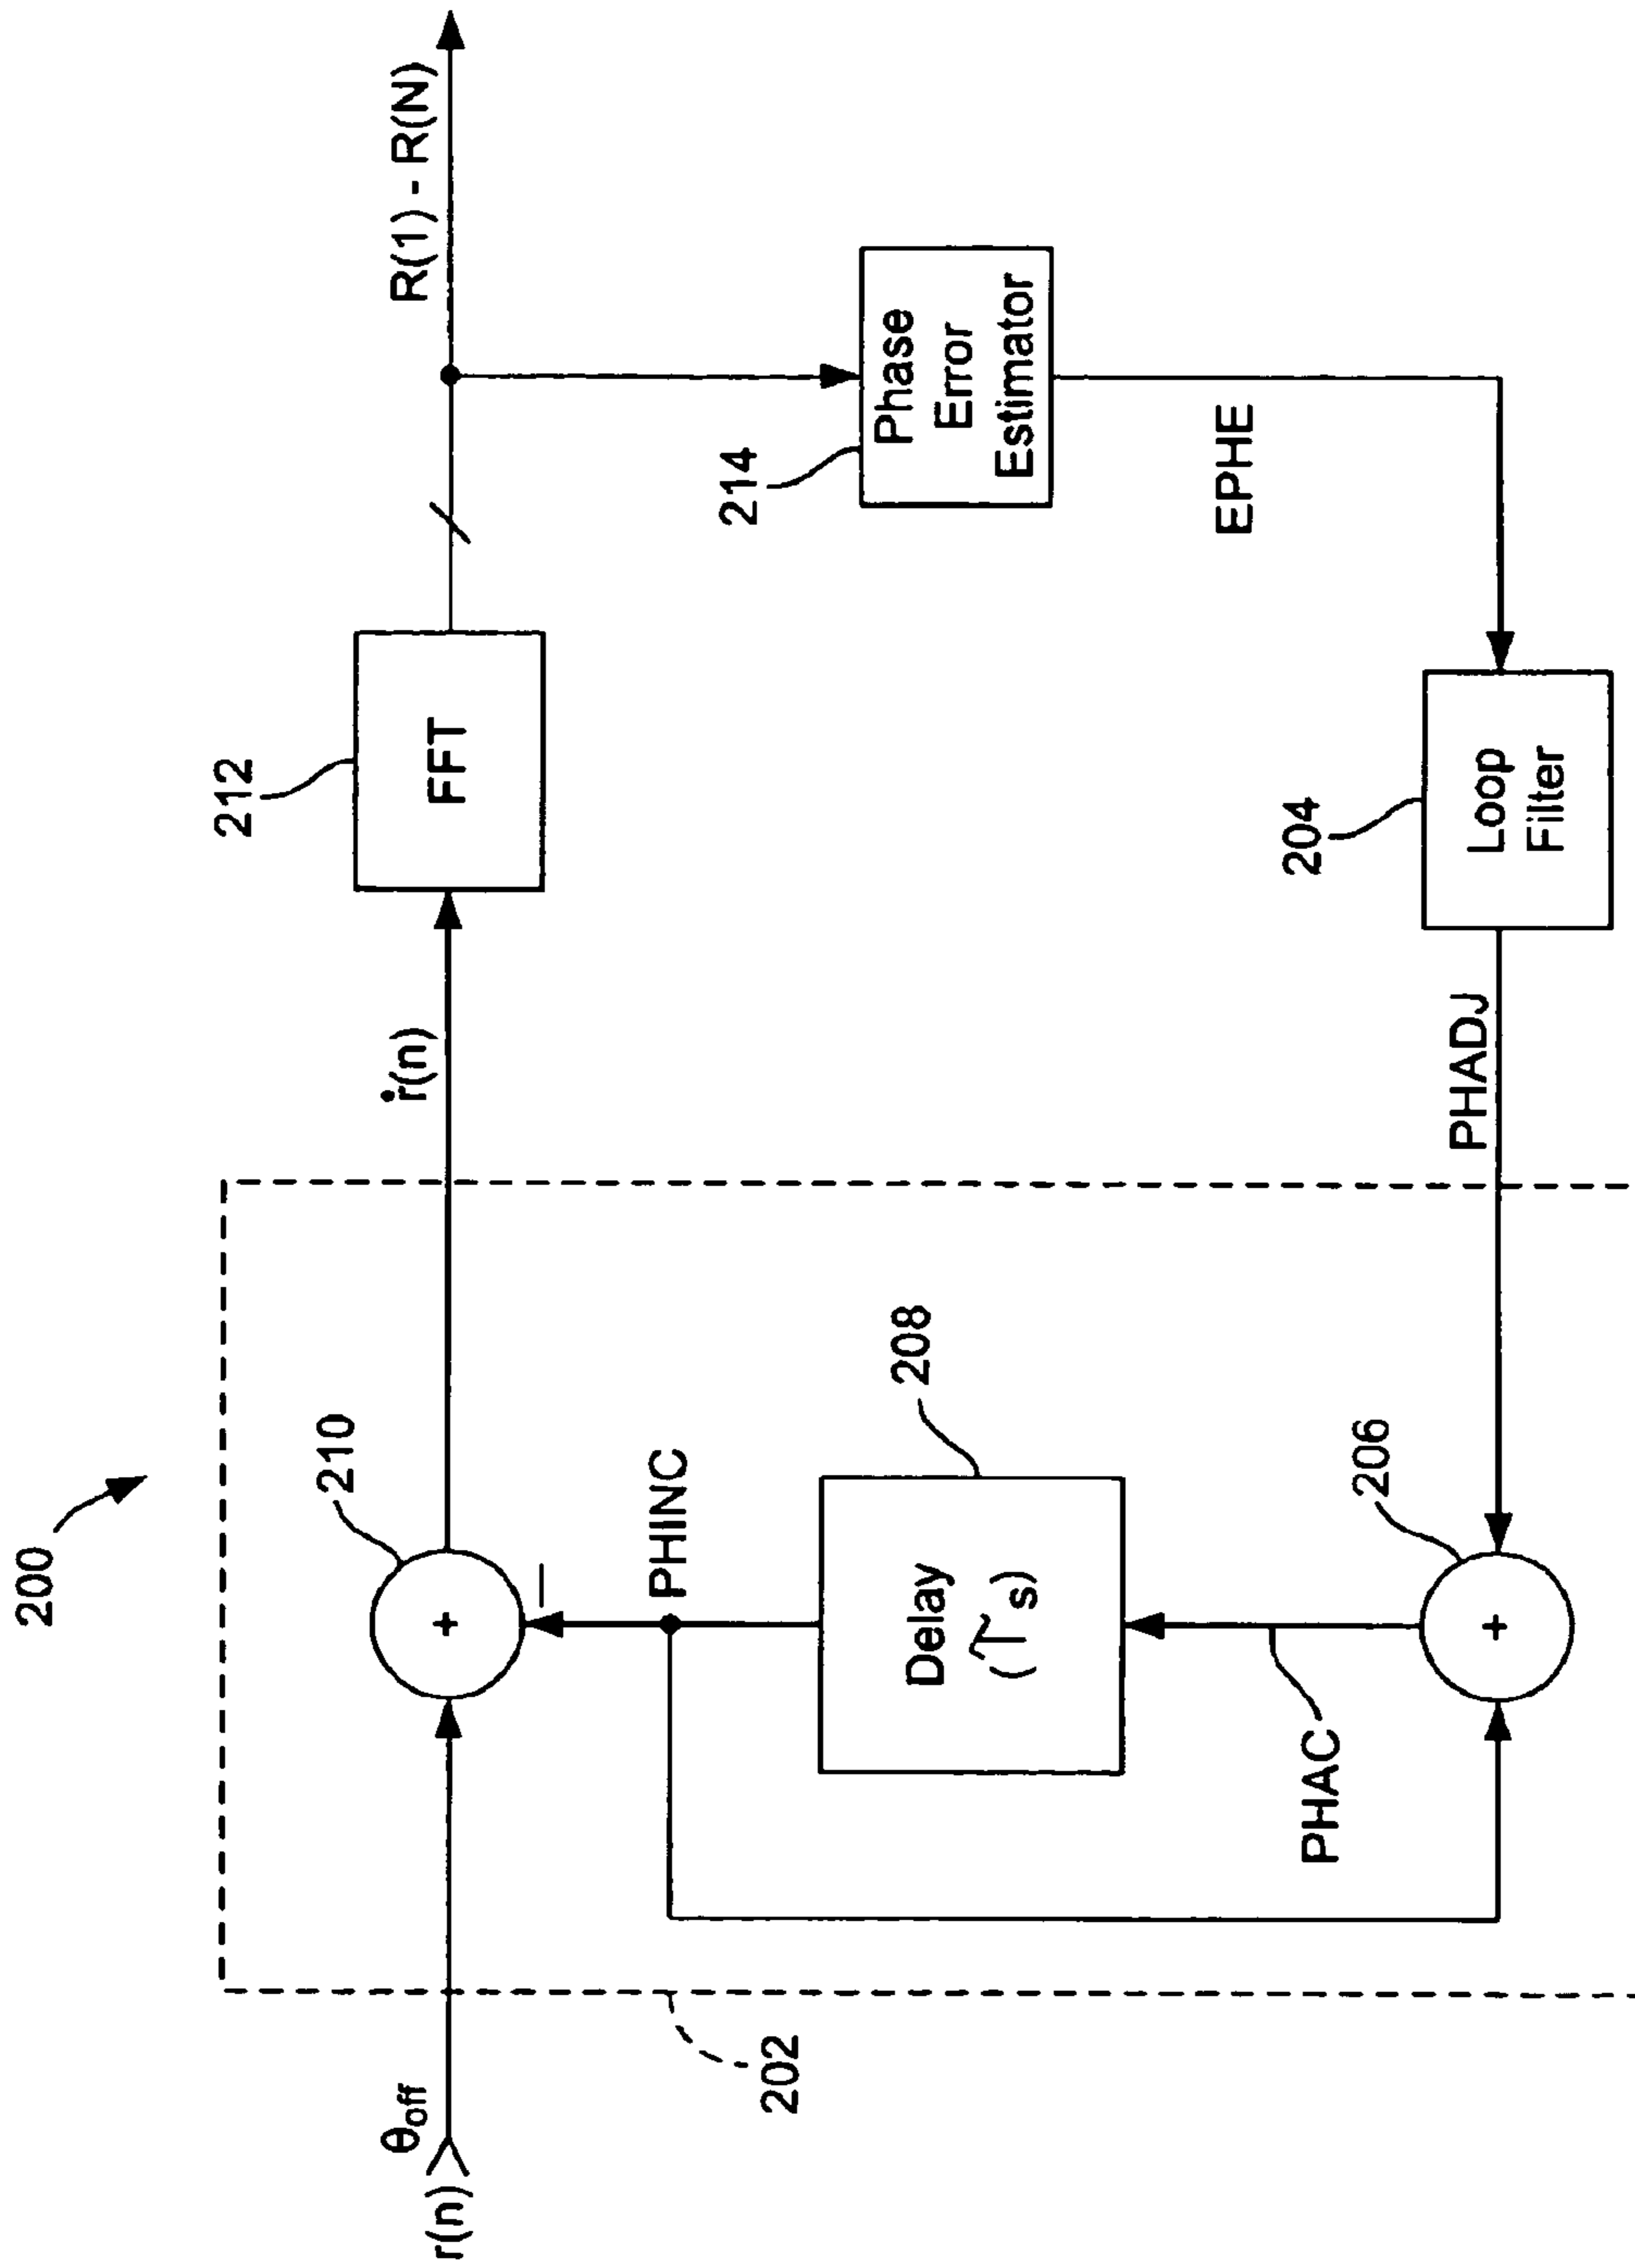 200
r(n)
θoff
202
210
ṙ(n)
212
FFT
R(1) - R(N)
PHINC
208
Delay
(T̃s)
PHAC
206
PHADJ
204
Loop
Filter
EPHE
214
Phase
Error
Estimator
+
–
+